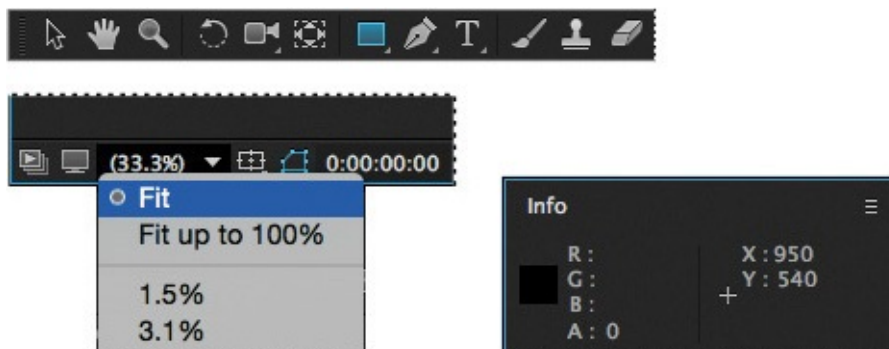 T
(33.3%) 0:00:00:00
Fit
Fit up to 100%
1.5%
3.1%
Info
R :
G :
B :
A : 0
X : 950
Y : 540